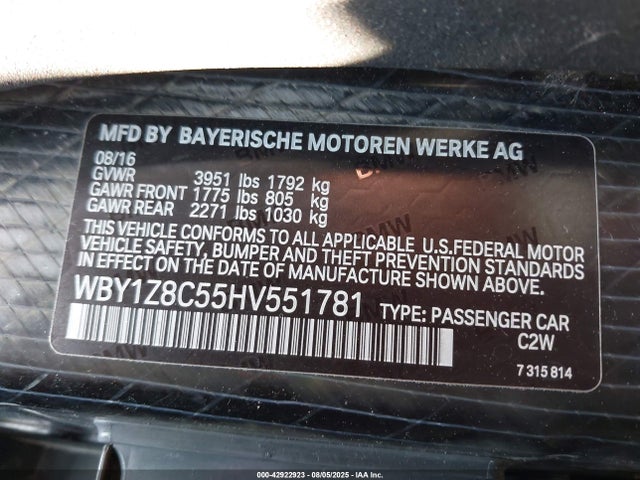 MFD BY BAYERISCHE MOTOREN WERKE AG
08/16
GVWR 3951 lbs 1792 kg
GAWR FRONT 1775 lbs 805 kg
GAWR REAR 2271 lbs 1030 kg
THIS VEHICLE CONFORMS TO ALL APPLICABLE U.S.FEDERAL MOTOR
VEHICLE SAFETY, BUMPER AND THEFT PREVENTION STANDARDS
IN EFFECT ON THE DATE OF MANUFACTURE SHOWN ABOVE.
WBY1Z8C55HV551781 TYPE: PASSENGER CAR
C2W
7 315 814
000-42922923 - 08/05/2025 - IAA Inc.